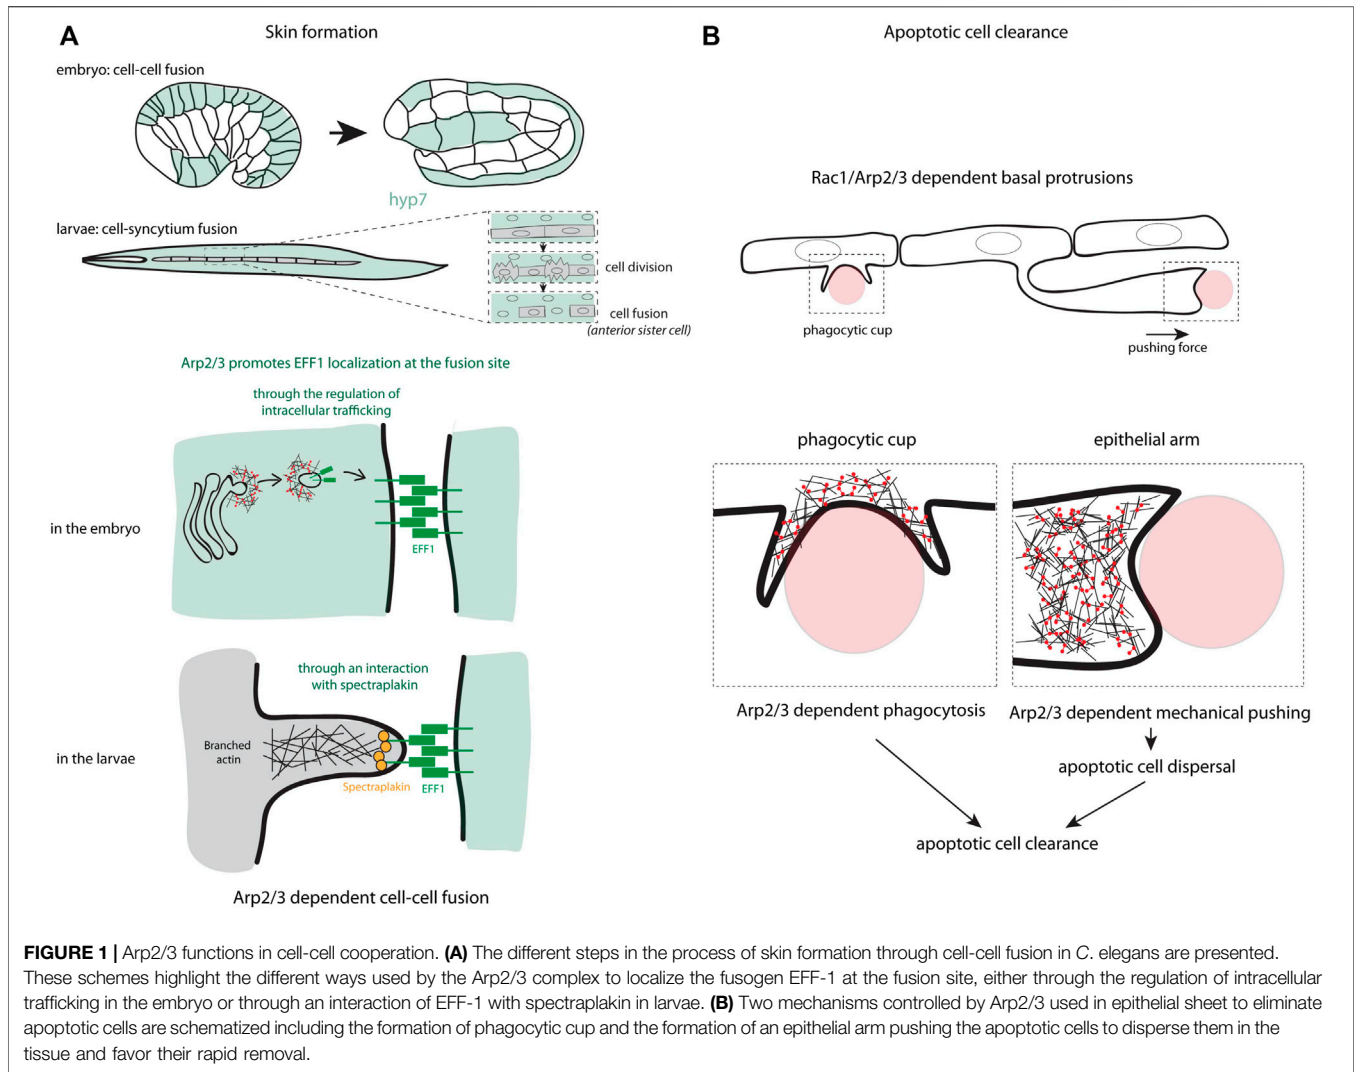 A
Skin formation
embryo: cell-cell fusion
hyp7
larvae: cell-syncytium fusion
cell division
cell fusion
(anterior sister cell)
Arp2/3 promotes EFF1 localization at the fusion site
through the regulation of
intracellular trafficking
in the embryo
EFF1
through an interaction
with spectraplakin
in the larvae
Branched
actin
Spectraplakin
EFF1
Arp2/3 dependent cell-cell fusion
B
Apoptotic cell clearance
Rac1/Arp2/3 dependent basal protrusions
phagocytic cup
pushing force
phagocytic cup
epithelial arm
Arp2/3 dependent phagocytosis
Arp2/3 dependent mechanical pushing
apoptotic cell dispersal
apoptotic cell clearance
FIGURE 1 | Arp2/3 functions in cell-cell cooperation. (A) The different steps in the process of skin formation through cell-cell fusion in C. elegans are presented.
These schemes highlight the different ways used by the Arp2/3 complex to localize the fusogen EFF-1 at the fusion site, either through the regulation of intracellular
trafficking in the embryo or through an interaction of EFF-1 with spectraplakin in larvae. (B) Two mechanisms controlled by Arp2/3 used in epithelial sheet to eliminate
apoptotic cells are schematized including the formation of phagocytic cup and the formation of an epithelial arm pushing the apoptotic cells to disperse them in the
tissue and favor their rapid removal.